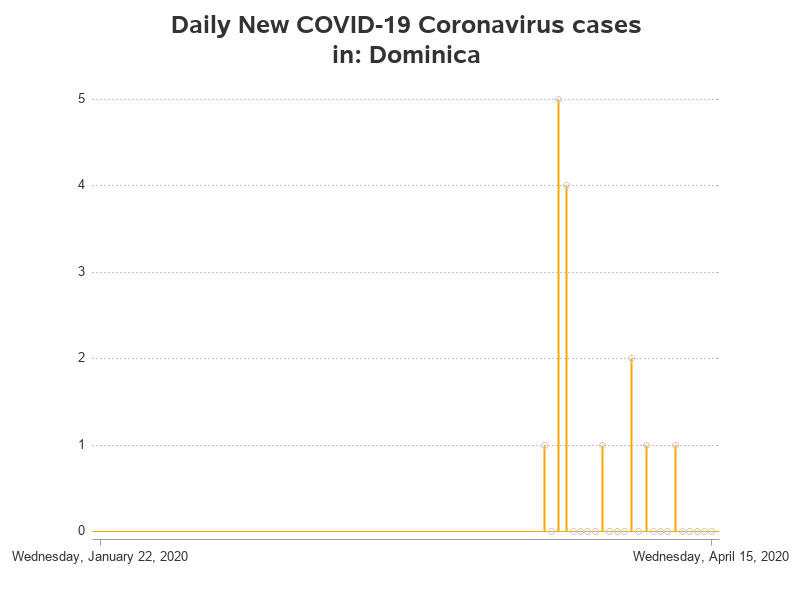 Daily New COVID-19 Coronavirus cases
in: Dominica
5
4
3
2
1
0
Wednesday, January 22, 2020
Wednesday, April 15, 2020